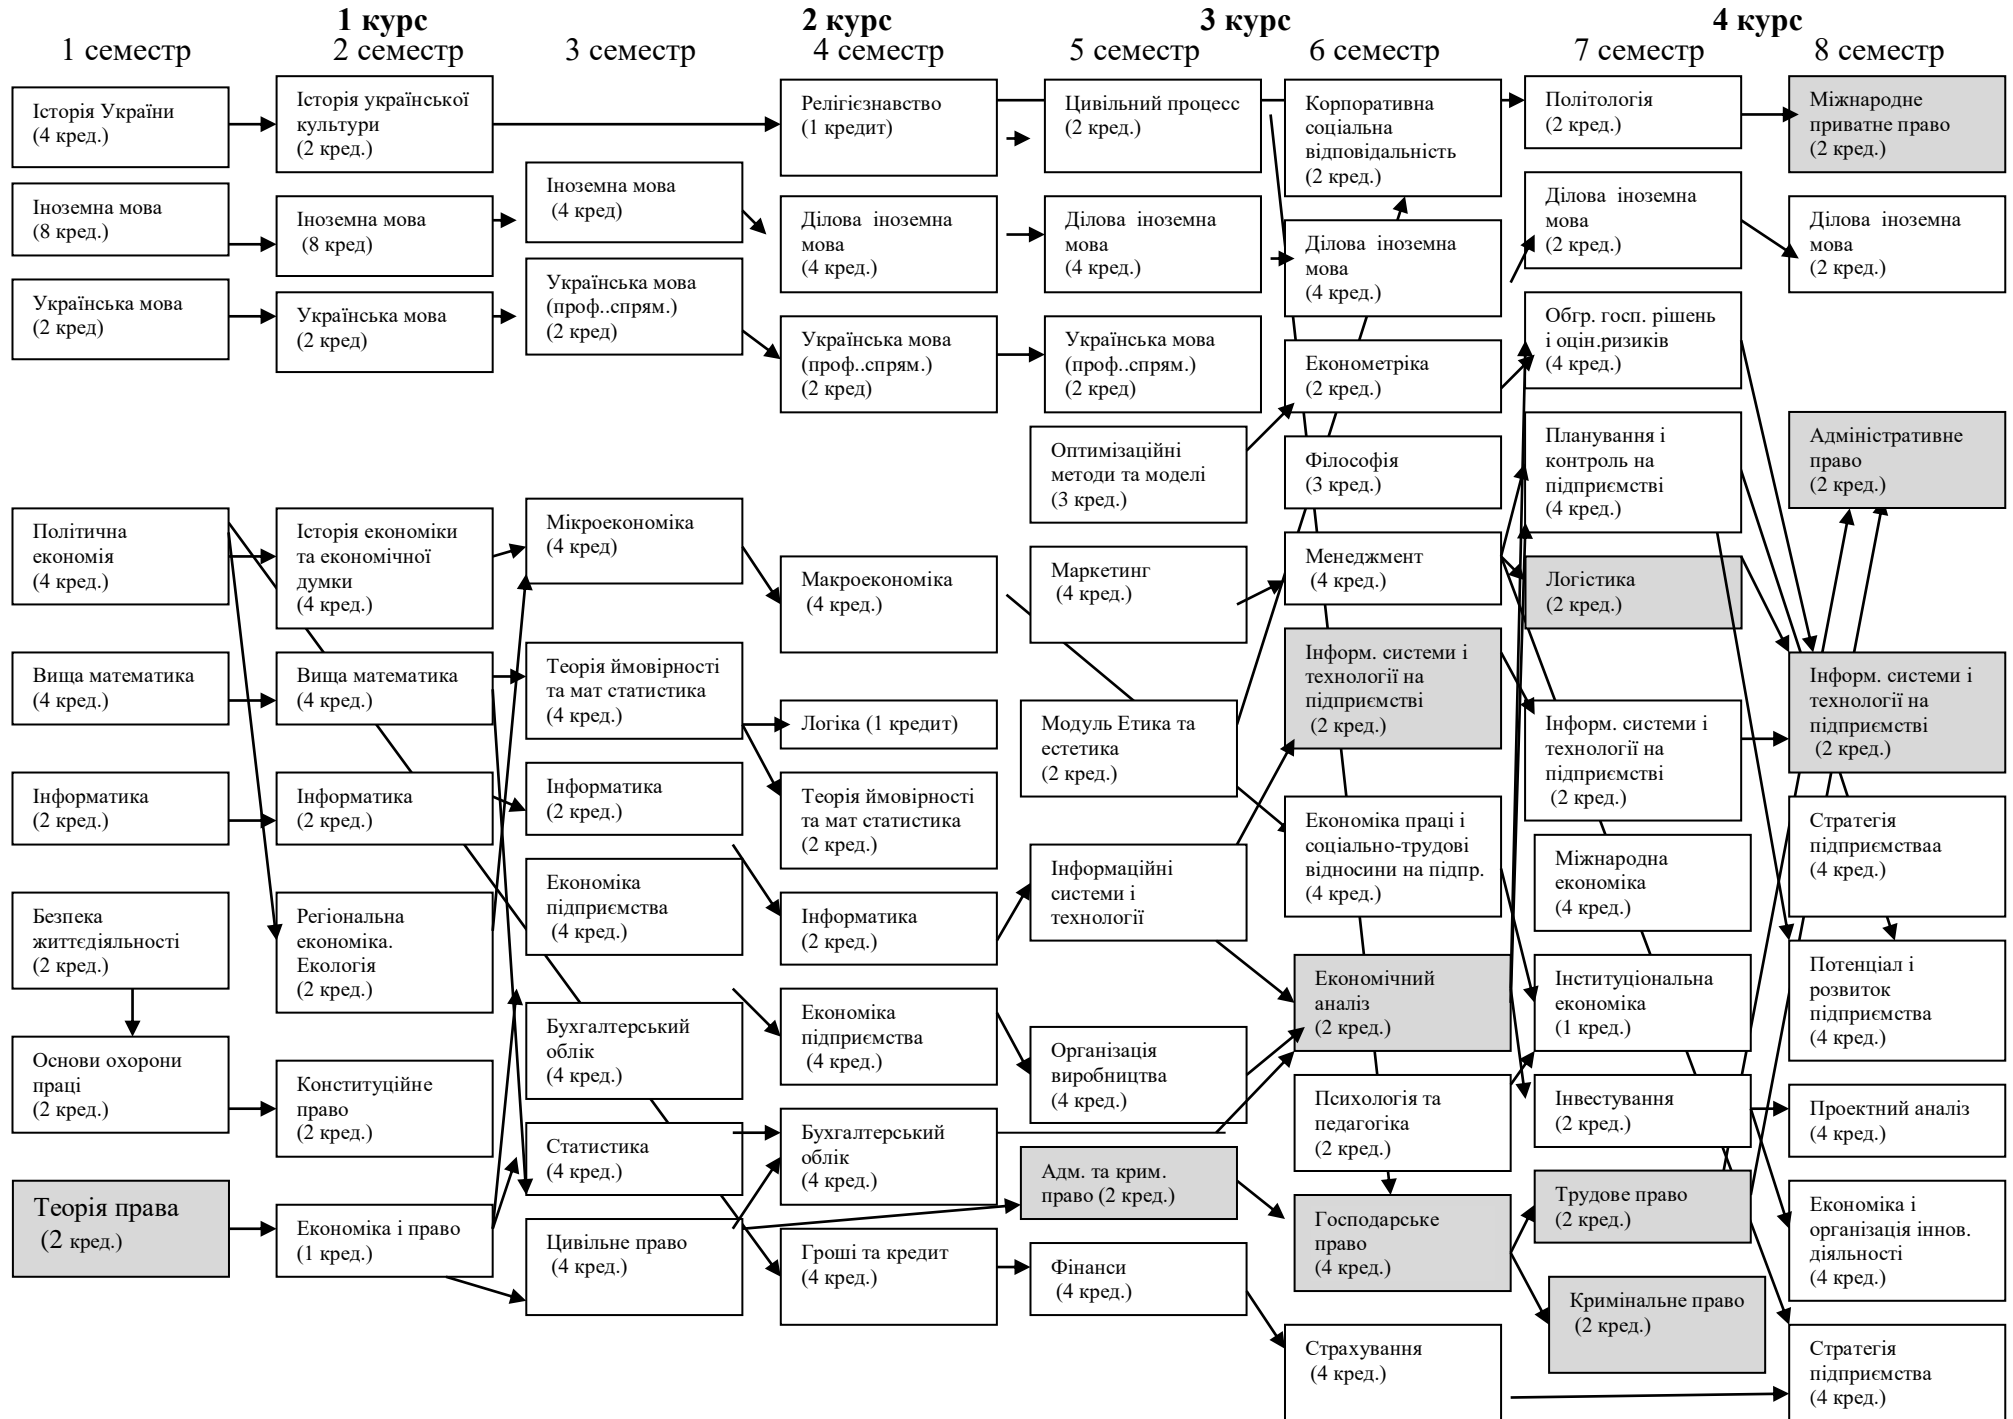 1 курс
2 курс
3 курс
4 курс
1 семестр
2 семестр
3 семестр
4 семестр
5 семестр
6 семестр
7 семестр
8 семестр
Історія України
(4 кред.)
Іноземна мова
(8 кред.)
Українська мова
(2 кред)
Політична
економія
(4 кред.)
Вища математика
(4 кред.)
Інформатика
(2 кред.)
Безпека
життєдіяльності
(2 кред.)
Основи охорони
праці
(2 кред.)
Теорія права
(2 кред.)
Історія української
культури
(2 кред.)
Іноземна мова
(8 кред)
Українська мова
(2 кред)
Історія економіки
та економічної
думки
(4 кред.)
Вища математика
(4 кред.)
Інформатика
(2 кред.)
Регіональна
економіка.
Екологія
(2 кред.)
Конституційне
право
(2 кред.)
Економіка і право
(1 кред.)
Іноземна мова
(4 кред)
Українська мова
(проф..спрям.)
(2 кред)
Мікроекономіка
(4 кред)
Теорія ймовірності
та мат статистика
(4 кред.)
Інформатика
(2 кред.)
Економіка
підприємства
(4 кред.)
Бухгалтерський
облік
(4 кред.)
Статистика
(4 кред.)
Цивільне право
(4 кред.)
Релігієзнавство
(1 кредит)
Ділова іноземна
мова
(4 кред.)
Українська мова
(проф..спрям.)
(2 кред)
Макроекономіка
(4 кред.)
Логіка (1 кредит)
Теорія ймовірності
та мат статистика
(2 кред.)
Інформатика
(2 кред.)
Економіка
підприємства
(4 кред.)
Бухгалтерський
облік
(4 кред.)
Гроші та кредит
(4 кред.)
Цивільний процесс
(2 кред.)
Ділова іноземна
мова
(4 кред.)
Українська мова
(проф..спрям.)
(2 кред)
Оптимізаційні
методи та моделі
(3 кред.)
Маркетинг
(4 кред.)
Модуль Етика та
естетика
(2 кред.)
Інформаційні
системи і
технології
Організація
виробництва
(4 кред.)
Адм. та крим.
право (2 кред.)
Фінанси
(4 кред.)
Корпоративна
соціальна
відповідальність
(2 кред.)
Ділова іноземна
мова
(4 кред.)
Економетріка
(2 кред.)
Філософія
(3 кред.)
Менеджмент
(4 кред.)
Інформ. системи і
технології на
підприємстві
(2 кред.)
Економіка праці і
соціально-трудові
відносини на підпр.
(4 кред.)
Економічний
аналіз
(2 кред.)
Психологія та
педагогіка
(2 кред.)
Господарське
право
(4 кред.)
Страхування
(4 кред.)
Політологія
(2 кред.)
Ділова іноземна
мова
(2 кред.)
Обгр. госп. рішень
і оцін.ризиків
(4 кред.)
Планування і
контроль на
підприємстві
(4 кред.)
Логістика
(2 кред.)
Інформ. системи і
технології на
підприємстві
(2 кред.)
Міжнародна
економіка
(4 кред.)
Інституціональна
економіка
(1 кред.)
Інвестування
(2 кред.)
Трудове право
(2 кред.)
Кримінальне право
(2 кред.)
Міжнародне
приватне право
(2 кред.)
Ділова іноземна
мова
(2 кред.)
Адміністративне
право
(2 кред.)
Інформ. системи і
технології на
підприємстві
(2 кред.)
Стратегія
підприємстваа
(4 кред.)
Потенціал і
розвиток
підприємства
(4 кред.)
Проектний аналіз
(4 кред.)
Економіка і
організація іннов.
діяльності
(4 кред.)
Стратегія
підприємства
(4 кред.)